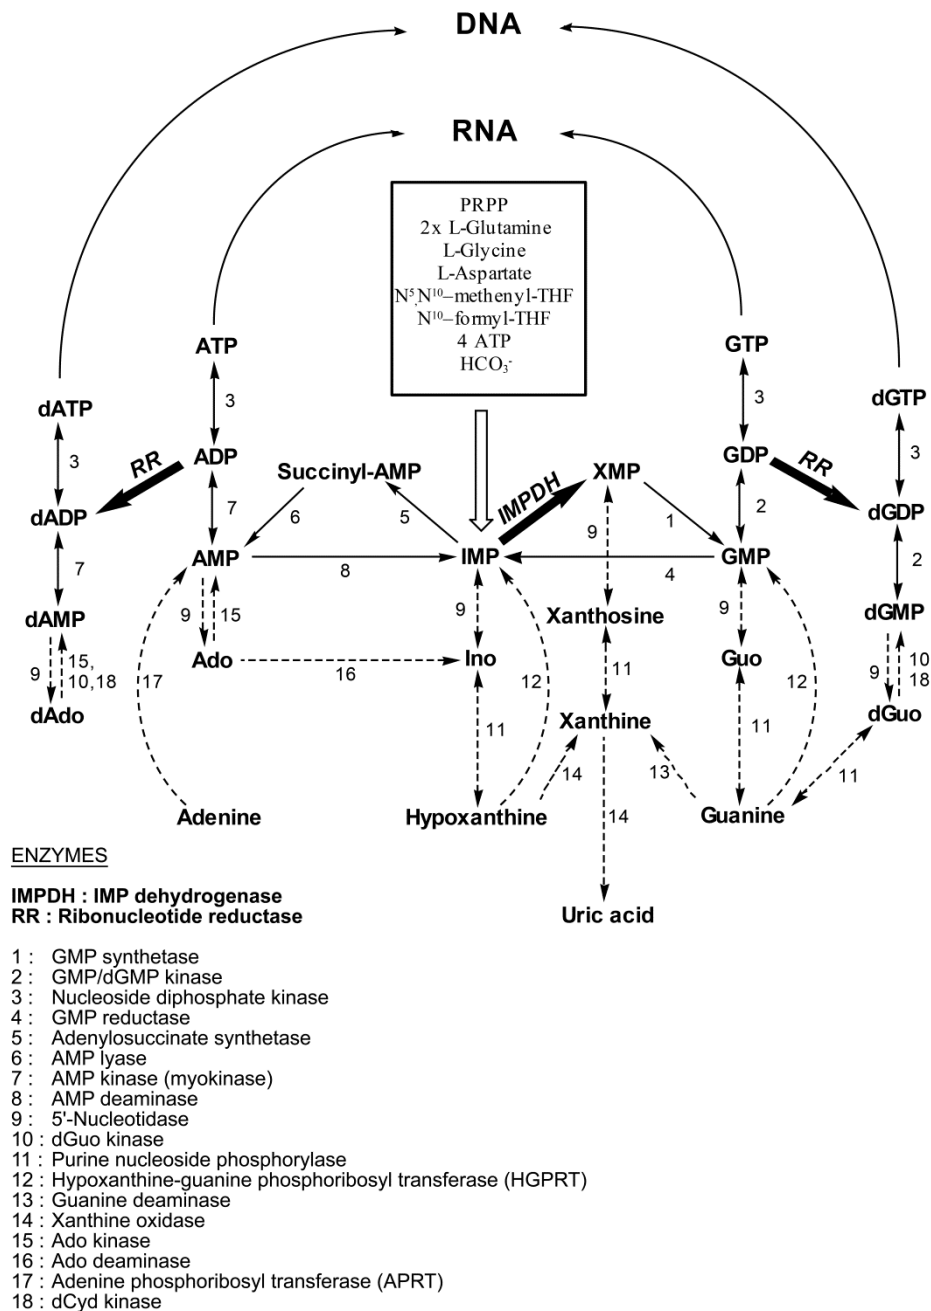 DNA
RNA
PRPP
2x L-Glutamine
L-Glycine
L-Aspartate
N⁵,N¹⁰–methenyl-THF
N¹⁰–formyl-THF
4 ATP
HCO₃⁻
ATP
GTP
dATP
dGTP
3
3
3
3
RR
ADP
Succinyl-AMP
IMPDH
XMP
GDP
RR
dADP
7
6
5
9
1
2
dGDP
7
AMP
8
IMP
4
GMP
2
dAMP
9
15
9
Xanthosine
9
dGMP
9
15,
10,18
17
Ado
16
Ino
12
11
Guo
12
9
10
18
dAdo
11
Xanthine
11
dGuo
14
13
11
Adenine
Hypoxanthine
14
Guanine
Uric acid
ENZYMES
IMPDH : IMP dehydrogenase
RR : Ribonucleotide reductase
1 : GMP synthetase
2 : GMP/dGMP kinase
3 : Nucleoside diphosphate kinase
4 : GMP reductase
5 : Adenylosuccinate synthetase
6 : AMP lyase
7 : AMP kinase (myokinase)
8 : AMP deaminase
9 : 5'-Nucleotidase
10 : dGuo kinase
11 : Purine nucleoside phosphorylase
12 : Hypoxanthine-guanine phosphoribosyl transferase (HGPRT)
13 : Guanine deaminase
14 : Xanthine oxidase
15 : Ado kinase
16 : Ado deaminase
17 : Adenine phosphoribosyl transferase (APRT)
18 : dCyd kinase